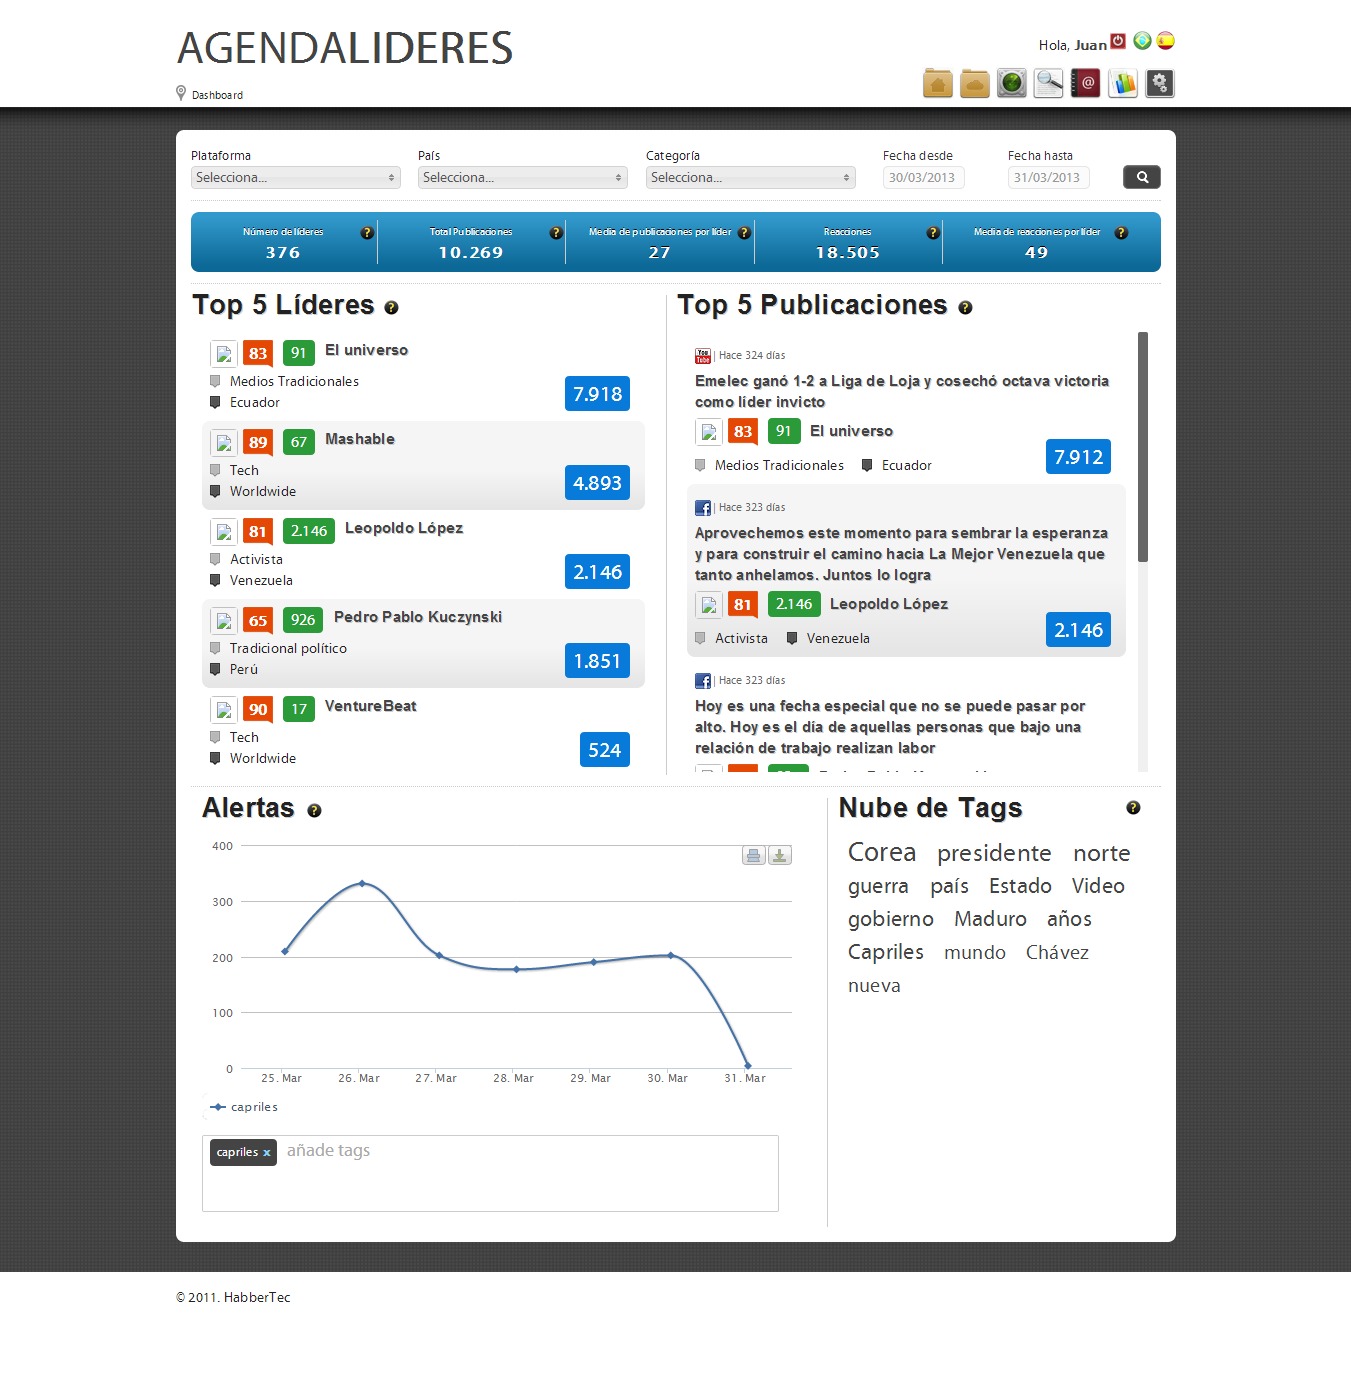 AGENDALIDERES
Hola, Juan
Dashboard
Plataforma País Categoría Fecha desde Fecha hasta
Selecciona... Selecciona... Selecciona... 30/03/2013 31/03/2013
Número de líderes Total Publicaciones Media de publicaciones por líder Reacciones Media de reacciones por líder
376 10.269 27 18.505 49
Top 5 Líderes
83 91 El universo
Medios Tradicionales
Ecuador
7.918
89 67 Mashable
Tech
Worldwide
4.893
81 2.146 Leopoldo López
Activista
Venezuela
2.146
65 926 Pedro Pablo Kuczynski
Tradicional político
Perú
1.851
90 17 VentureBeat
Tech
Worldwide
524
Top 5 Publicaciones
You Tube | Hace 324 días
Emelec ganó 1-2 a Liga de Loja y cosechó octava victoria
como líder invicto
83 91 El universo
Medios Tradicionales Ecuador
7.912
f | Hace 323 días
Aprovechemos este momento para sembrar la esperanza
y para construir el camino hacia La Mejor Venezuela que
tanto anhelamos. Juntos lo logra
81 2.146 Leopoldo López
Activista Venezuela
2.146
f | Hace 323 días
Hoy es una fecha especial que no se puede pasar por
alto. Hoy es el día de aquellas personas que bajo una
relación de trabajo realizan labor
Alertas
400
300
200
100
0
25. Mar 26. Mar 27. Mar 28. Mar 29. Mar 30. Mar 31. Mar
capriles
capriles x añade tags
Nube de Tags
Corea presidente norte
guerra país Estado Video
gobierno Maduro años
Capriles mundo Chávez
nueva
© 2011. HabberTec